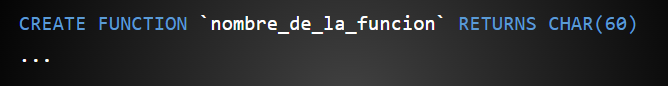 CREATE FUNCTION `nombre_de_la_funcion` RETURNS CHAR(60)
...